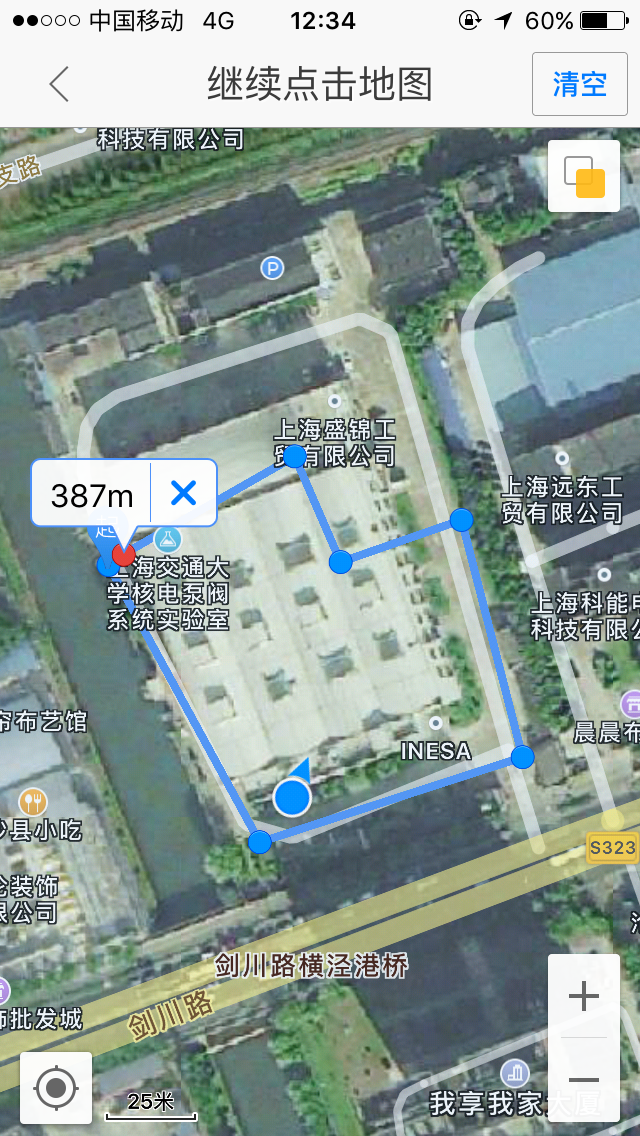 中国移动 4G 12:34 60%
继续点击地图 清空
科技有限公司
支路
P
上海盛锦工
贸有限公司
387m
上海远东工
贸有限公司
上海交通大
学核电泵阀
系统实验室
上海科能电
科技有限公
帘布艺馆
INESA
晨晨布
沙县小吃
S323
装饰
限公司
剑川路横泾港桥
剑川路
饰批发城
25米
我享我家大厦